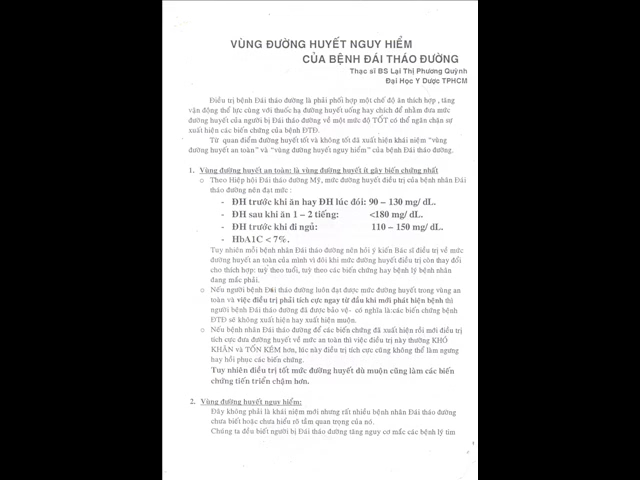 VÙNG ĐƯỜNG HUYẾT NGUY HIỂM
CỦA BỆNH ĐÁI THÁO ĐƯỜNG
Thạc sĩ BS Lại Thị Phương Quỳnh
Đại Học Y Dược TPHCM
Điều trị bệnh Đái tháo đường là phải phối hợp một chế độ ăn thích hợp , tăng
vận động thể lực cùng với thuốc hạ đường huyết uống hay chích để nhằm đưa mức
đường huyết của người bị Đái tháo đường về một mức độ TỐT có thể ngăn chặn sự
xuất hiện các biến chứng của bệnh ĐTĐ.
Từ quan điểm đường huyết tốt và không tốt đã xuất hiện khái niệm “vùng
đường huyết an toàn” và “vùng đường huyết nguy hiểm” của bệnh Đái tháo đường.
1. Vùng đường huyết an toàn: là vùng đường huyết ít gây biến chứng nhất
o Theo Hiệp hội Đái tháo đường Mỹ, mức đường huyết điều trị của bệnh nhân Đái
tháo đường nên đạt mức :
- ĐH trước khi ăn hay ĐH lúc đói: 90 – 130 mg/ dL.
- ĐH sau khi ăn 1 – 2 tiếng: <180 mg/ dL.
- ĐH trước khi đi ngủ: 110 – 150 mg/ dL.
- HbA1C < 7%.
Tuy nhiên mỗi bệnh nhân Đái tháo đường nên hỏi ý kiến Bác sĩ điều trị về mức
đường huyết an toàn của mình vì đôi khi mức đường huyết điều trị còn thay đổi
cho thích hợp: tuỳ theo tuổi, tuỳ theo các biến chứng hay bệnh lý bệnh nhân
đang mắc phải.
o Nếu người bệnh Đái tháo đường luôn đạt được mức đường huyết trong vùng an
toàn và việc điều trị phải tích cực ngay từ đầu khi mới phát hiện bệnh thì
người bệnh Đái tháo đường đã được bảo vệ- có nghĩa là:các biến chứng bệnh
ĐTĐ sẽ không xuất hiện hay xuất hiện muộn.
o Nếu bệnh nhân Đái tháo đường để các biến chứng đã xuất hiện rồi mới điều trị
tích cực đưa đường huyết về mức an toàn thì việc điều trị này thường KHÓ
KHĂN và TỐN KÉM hơn, lúc này điều trị tích cực cũng không thể làm ngưng
hay hồi phục các biến chứng.
Tuy nhiên điều trị tốt mức đường huyết dù muộn cũng làm các biến
chứng tiến triển chậm hơn.
2. Vùng đường huyết nguy hiểm:
Đây không phải là khái niệm mới nhưng rất nhiều bệnh nhân Đái tháo đường
chưa biết hoặc chưa hiểu rõ tầm quan trọng của nó.
Chúng ta đều biết người bị Đái tháo đường tăng nguy cơ mắc các bệnh lý tim